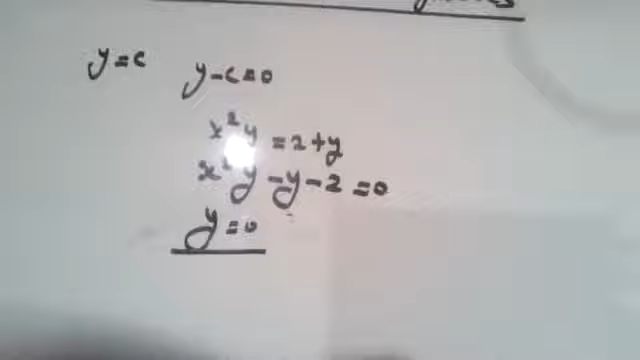 y=c y-c=0
x²y =2+y
x²y -y-2=0
y=0